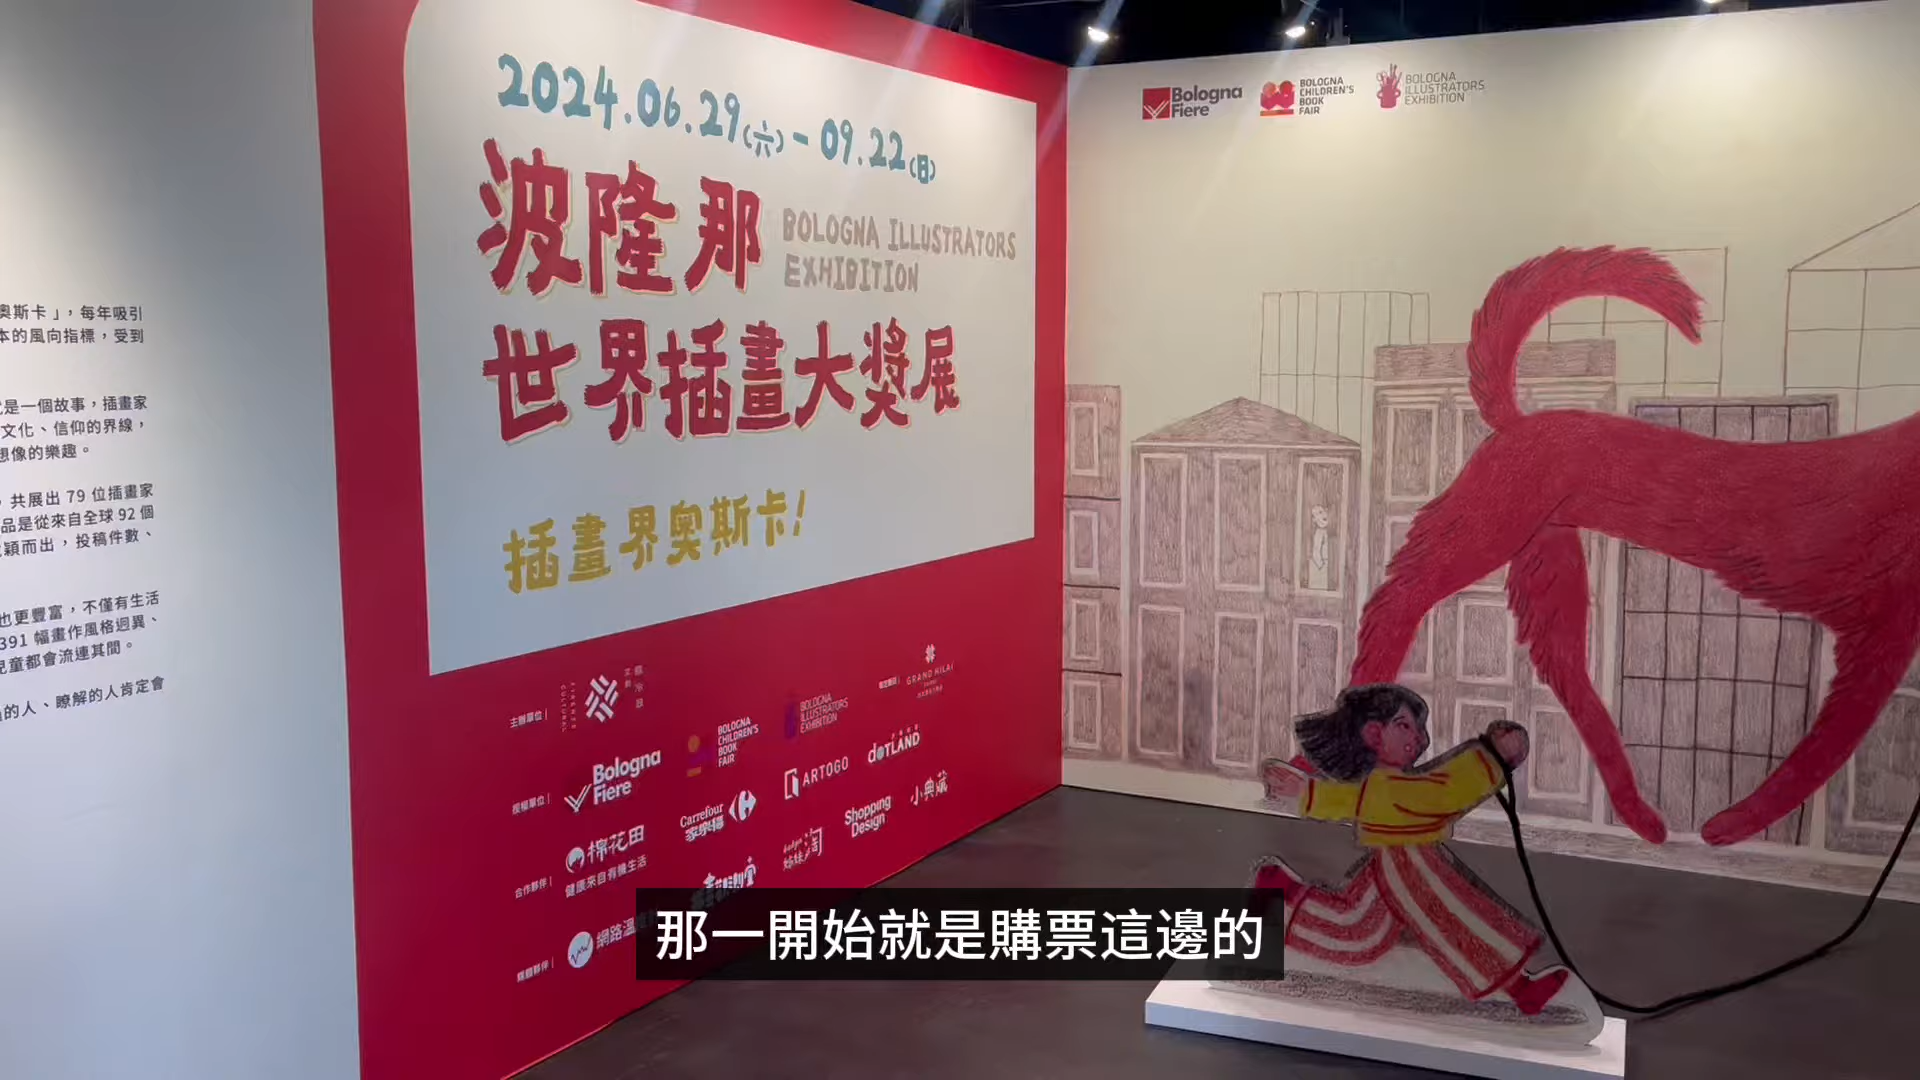 奧斯卡」，每年吸引
本的風向指標，受到
是一個故事，插畫家
文化、信仰的界線，
想像的樂趣。
，共展出 79 位插畫家
品是從來自全球 92 個
穎而出，投稿件數、
也更豐富，不僅有生活
391 幅畫作風格迥異、
兒童都會流連其間。
的人、瞭解的人肯定會
2024.06.29(六)-09.22(日)
波隆那
BOLOGNA ILLUSTRATORS
EXHIBITION
世界插畫大獎展
插畫界奧斯卡!
主辦單位|
GRAND HILAI
授權單位|
Bologna
Fiere
BOLOGNA
CHILDREN'S
BOOK
FAIR
BOLOGNA
ILLUSTRATORS
EXHIBITION
合作夥伴|
棉花田
健康來自有機生活
Carrefour
家樂福
ARTOGO
dOTLAND
媒體夥伴|
網路溫
Shopping
Design
小典藏
Bologna
Fiere
BOLOGNA
CHILDREN'S
BOOK
FAIR
BOLOGNA
ILLUSTRATORS
EXHIBITION
那一開始就是購票這邊的